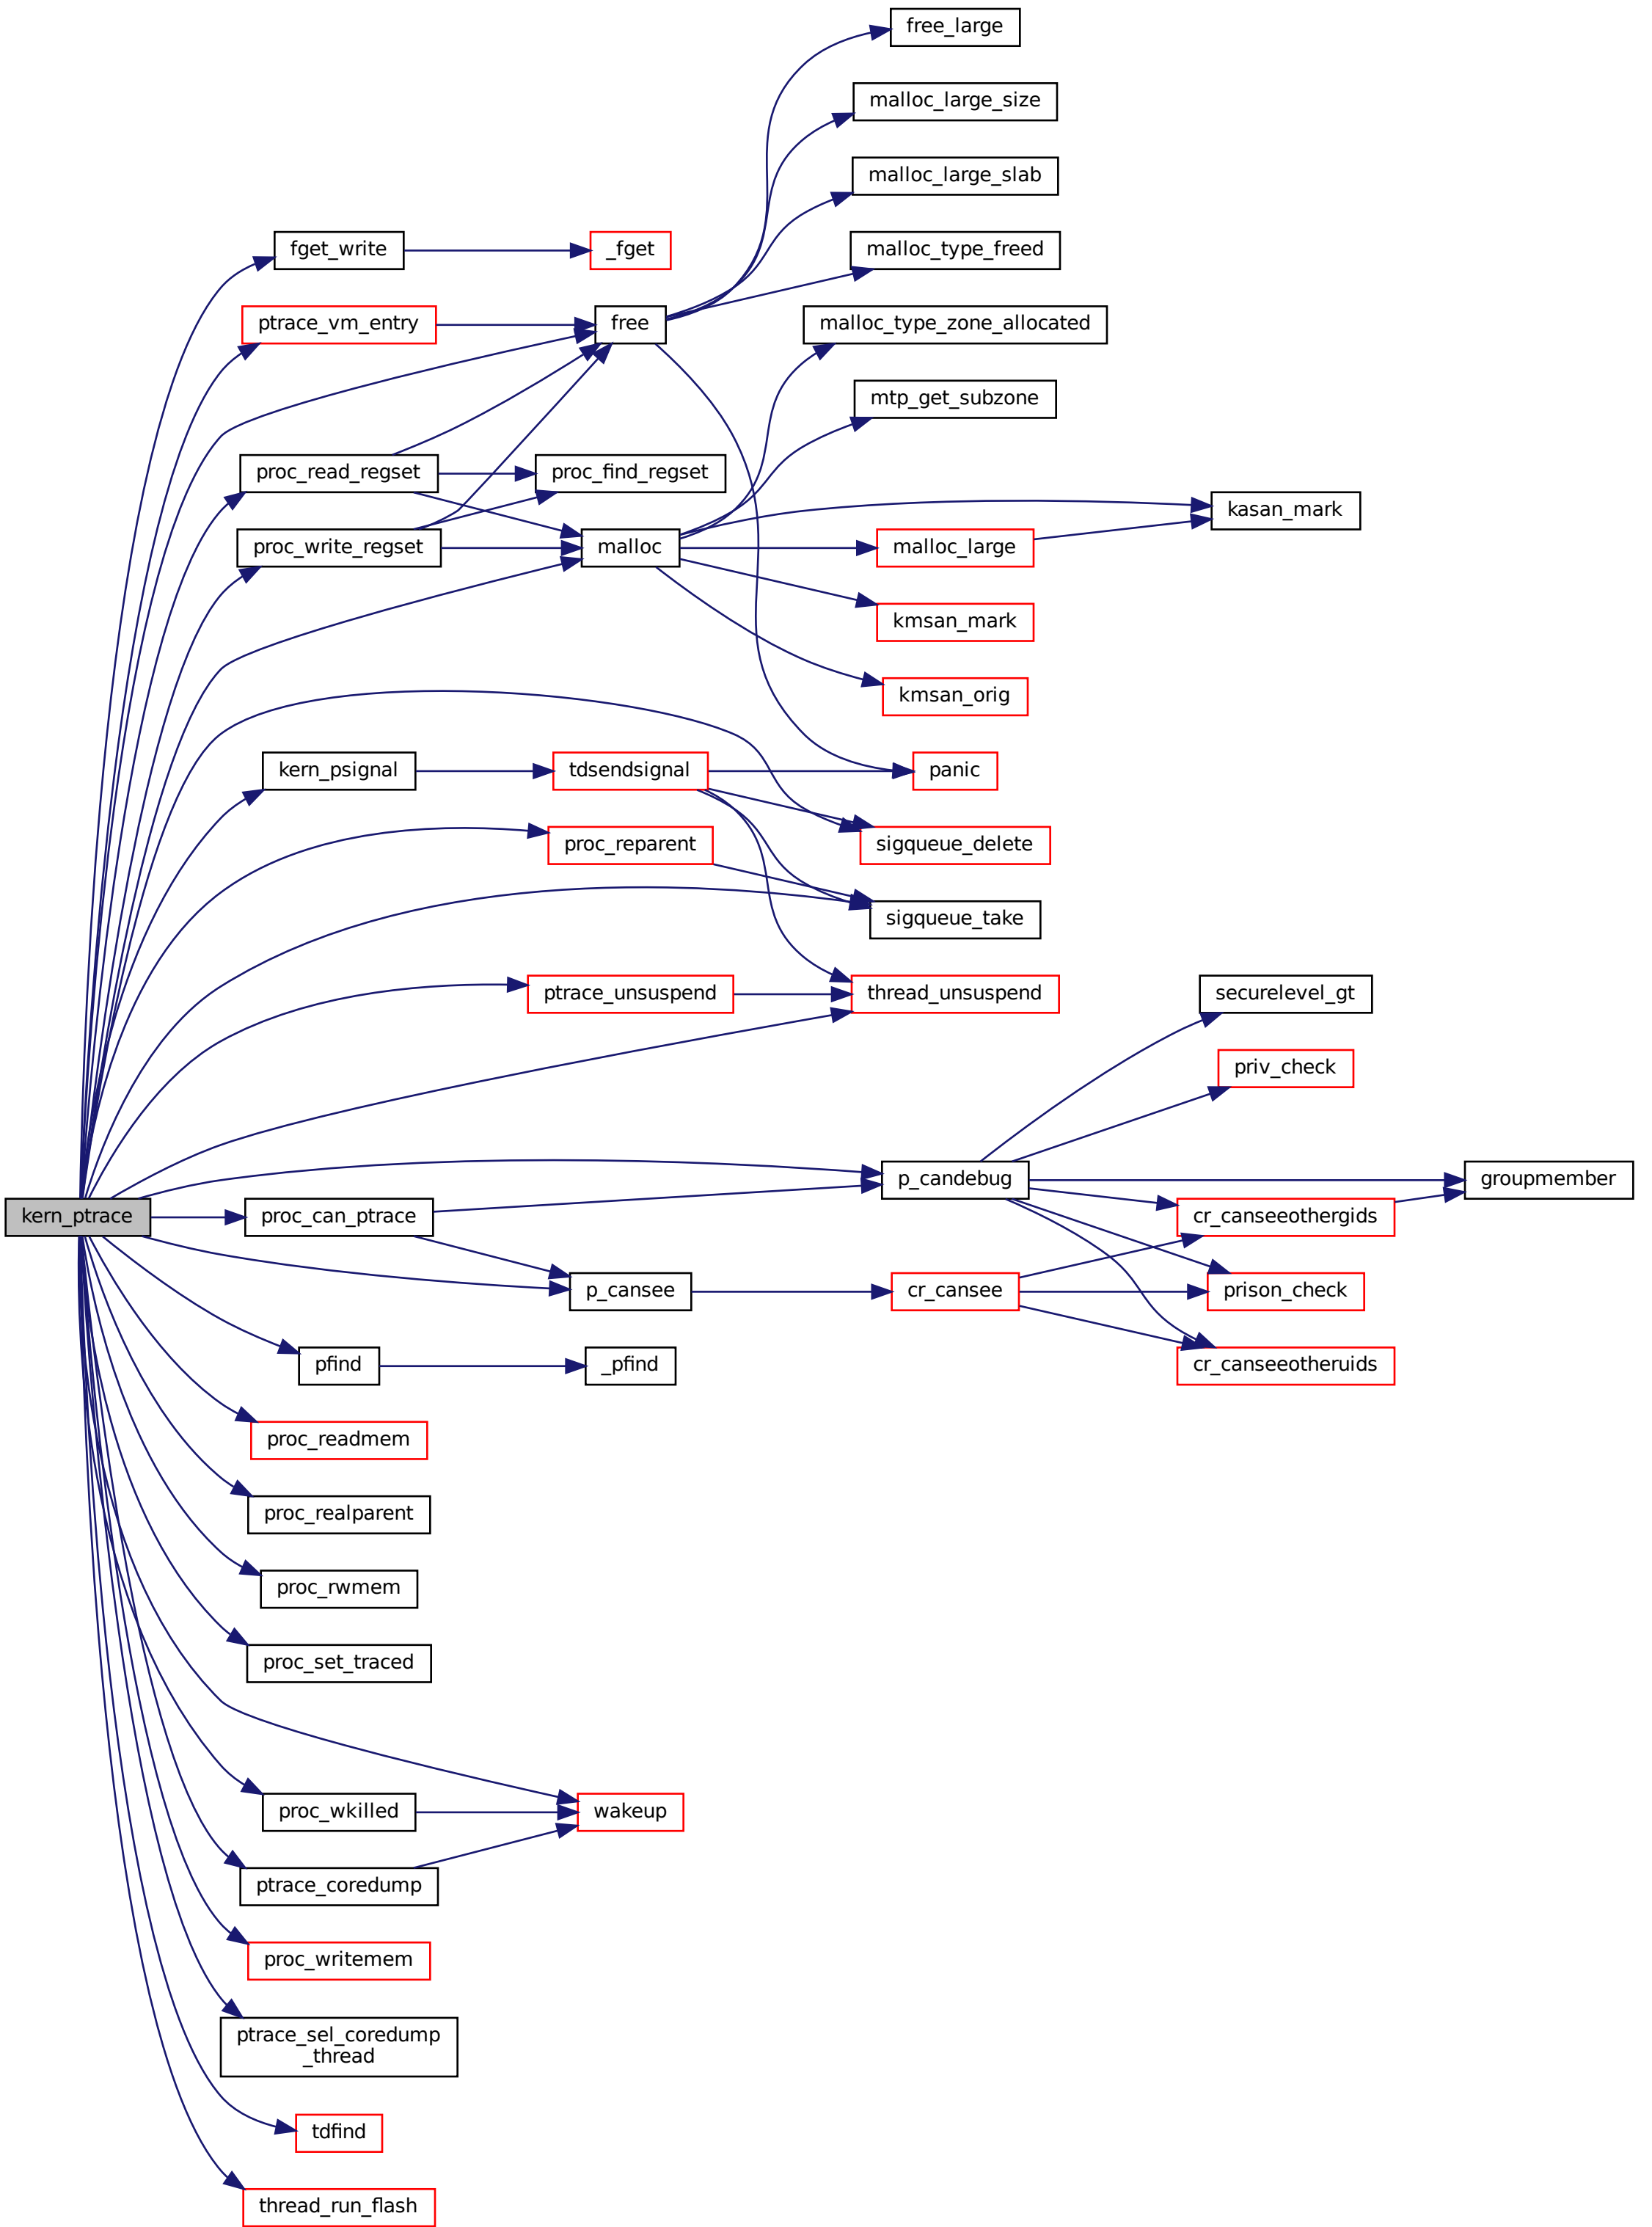 free_large
malloc_large_size
malloc_large_slab
fget_write
_fget
malloc_type_freed
ptrace_vm_entry
free
malloc_type_zone_allocated
mtp_get_subzone
proc_read_regset
proc_find_regset
kasan_mark
proc_write_regset
malloc
malloc_large
kmsan_mark
kmsan_orig
kern_psignal
tdsendsignal
panic
proc_reparent
sigqueue_delete
sigqueue_take
ptrace_unsuspend
thread_unsuspend
securelevel_gt
priv_check
p_candebug
groupmember
kern_ptrace
proc_can_ptrace
cr_canseeothergids
p_cansee
cr_cansee
prison_check
pfind
_pfind
cr_canseeotheruids
proc_readmem
proc_realparent
proc_rwmem
proc_set_traced
proc_wkilled
wakeup
ptrace_coredump
proc_writemem
ptrace_sel_coredump
_thread
tdfind
thread_run_flash